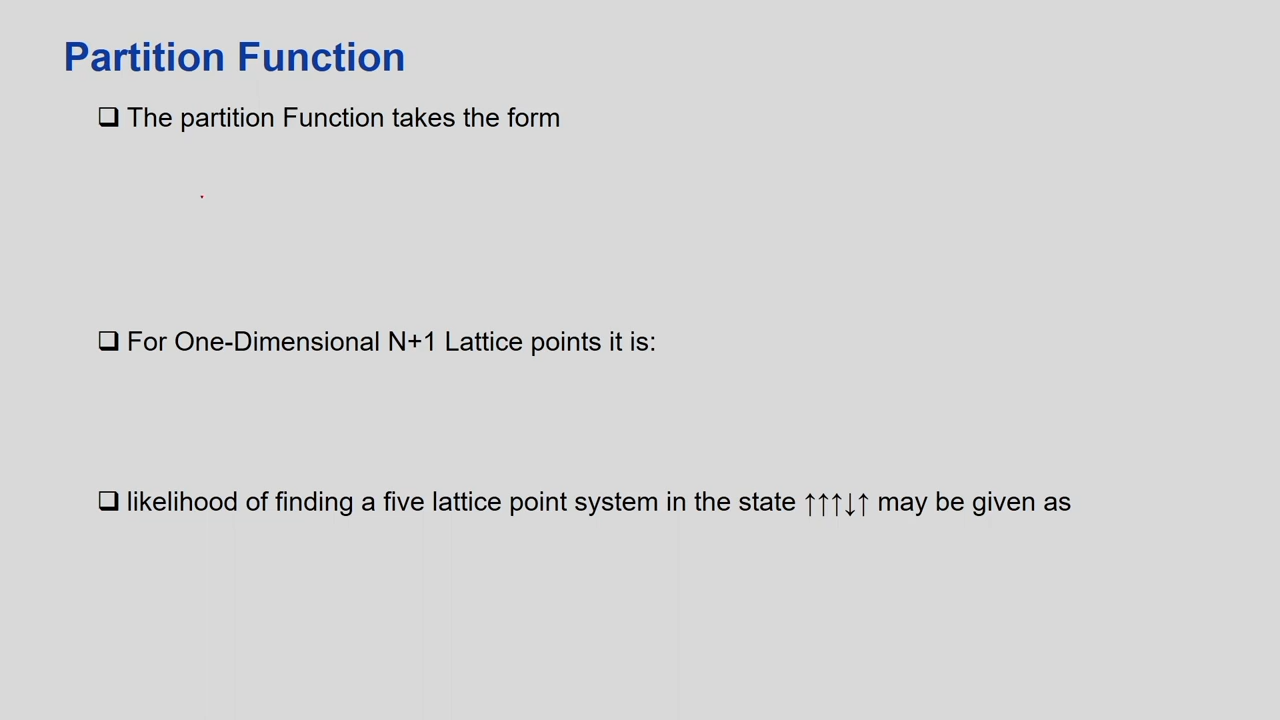 Partition Function
❑ The partition Function takes the form
❑ For One-Dimensional N+1 Lattice points it is:
❑ likelihood of finding a five lattice point system in the state ↑↑↑↓↑ may be given as